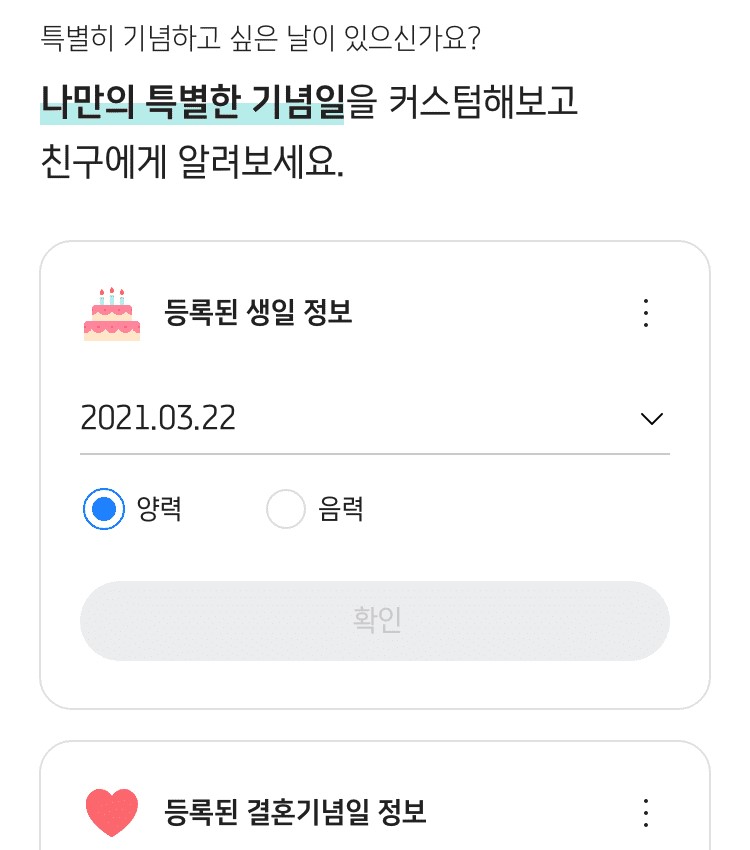 특별히 기념하고 싶은 날이 있으신가요?
나만의 특별한 기념일을 커스텀해보고
친구에게 알려보세요.
등록된 생일 정보
2021.03.22
양력
음력
확인
등록된 결혼기념일 정보